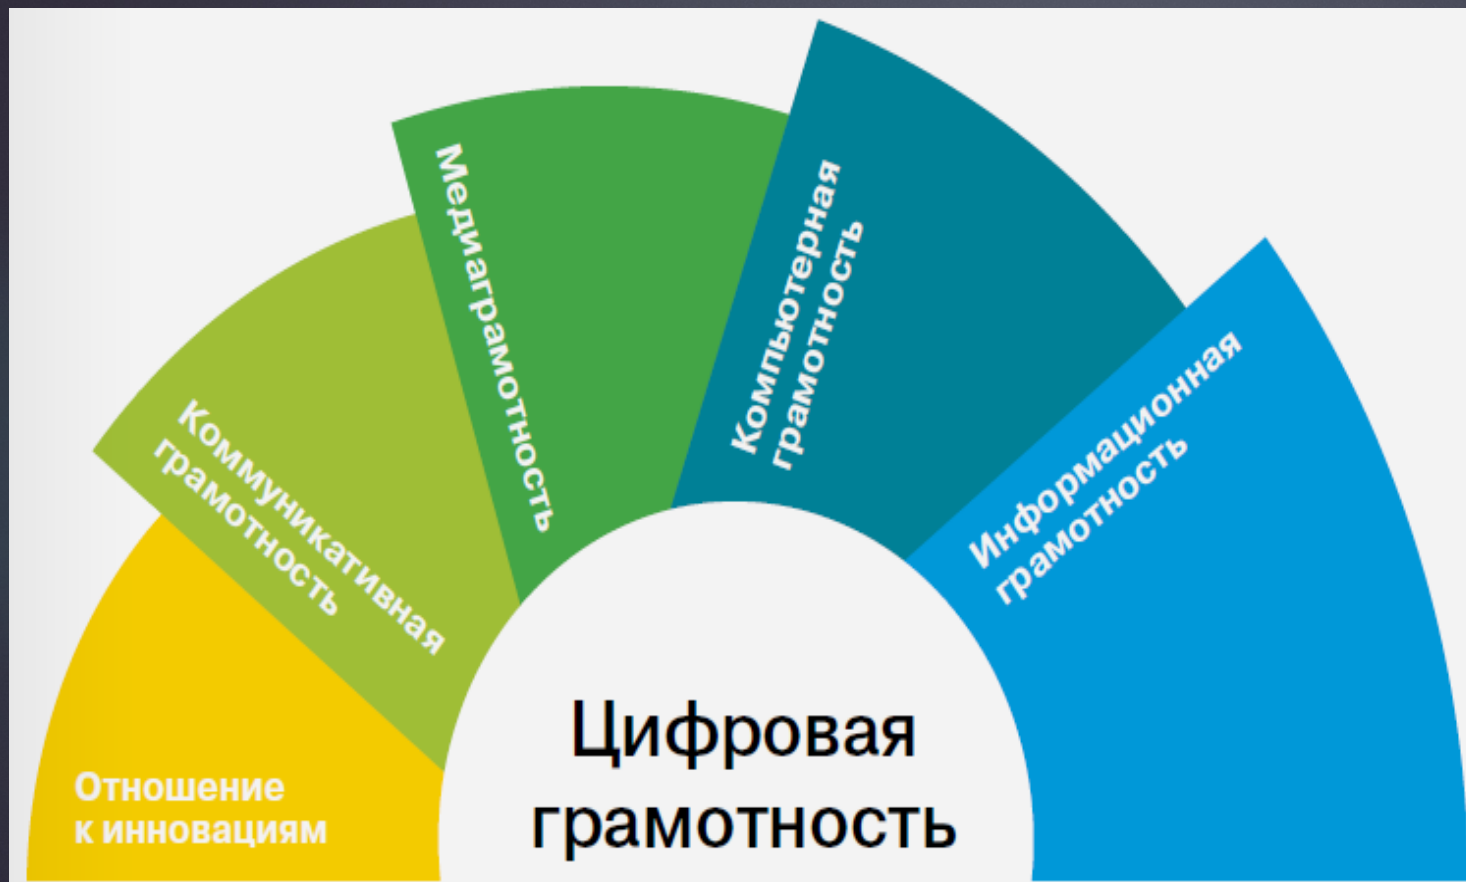 Отношение
к инновациям
Коммуникативная
грамотность
Медиаграмотность
Компьютерная
грамотность
Информационная
грамотность
Цифровая
грамотность